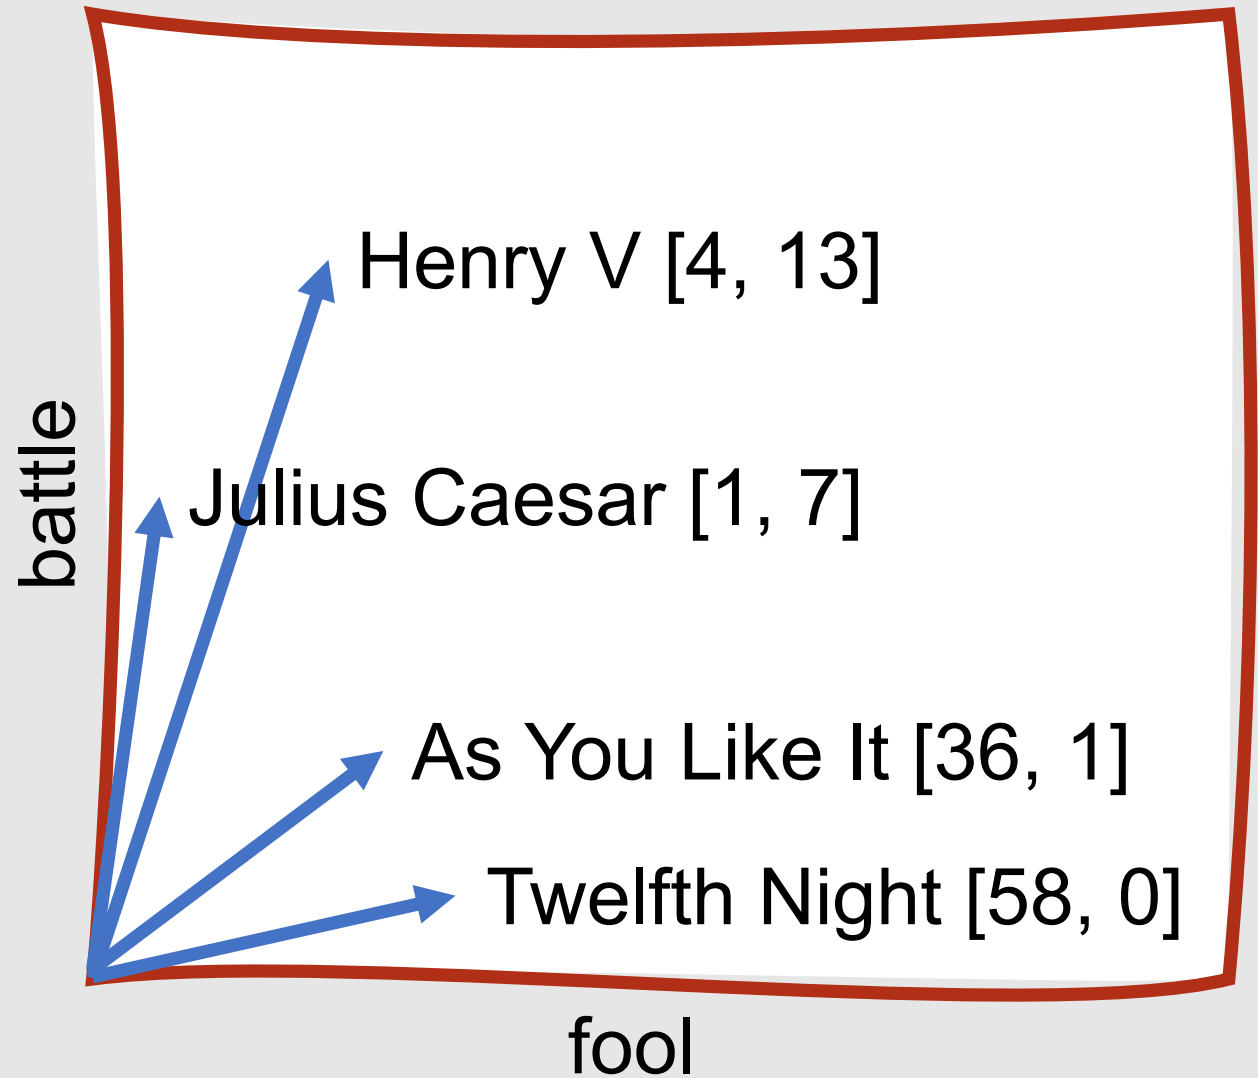 Henry V [4, 13]
battle
Julius Caesar [1, 7]
As You Like It [36, 1]
Twelfth Night [58, 0]
fool